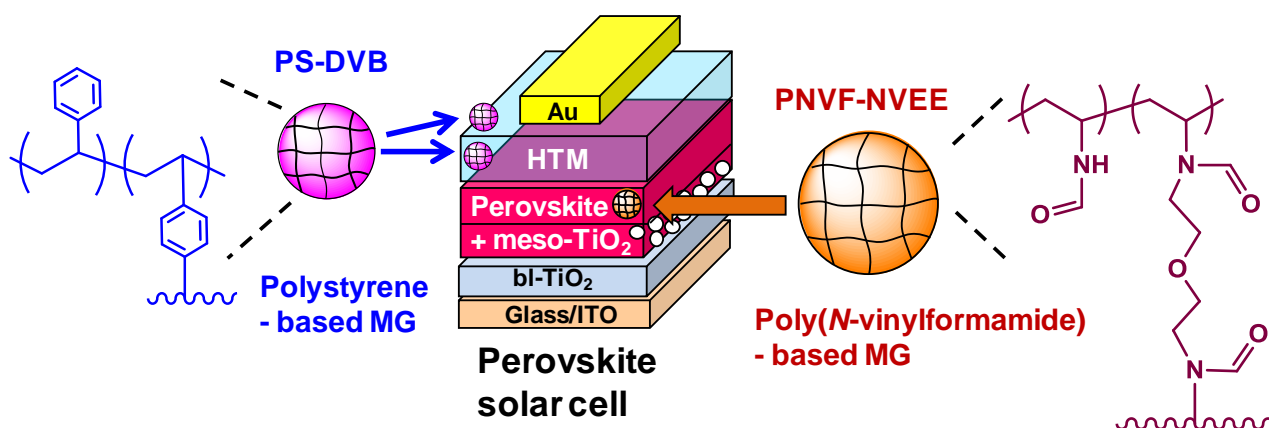 PS-DVB
Polystyrene
- based MG
Au
HTM
Perovskite
+ meso-TiO₂
bl-TiO₂
Glass/ITO
Perovskite
solar cell
PNVF-NVEE
Poly(N-vinylformamide)
- based MG
NH
O
N
O
O
N
O